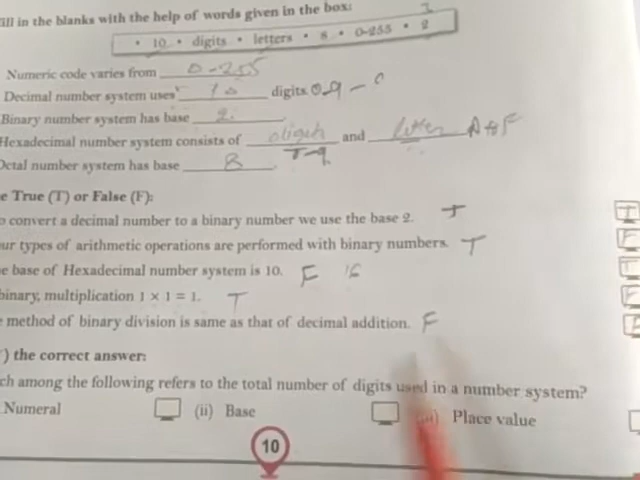 ill in the blanks with the help of words given in the box:
• 10 • digits • letters • 8 • 0-255 • 2
Numeric code varies from 0-255
Decimal number system uses 10 digits. 0-9
Binary number system has base 2.
Hexadecimal number system consists of digits and letters A to F
Octal number system has base 8
e True (T) or False (F):
o convert a decimal number to a binary number we use the base 2. T
our types of arithmetic operations are performed with binary numbers. T
e base of Hexadecimal number system is 10. F 16
binary, multiplication 1 × 1 = 1. T
e method of binary division is same as that of decimal addition. F
) the correct answer:
ch among the following refers to the total number of digits used in a number system?
Numeral (ii) Base Place value
10